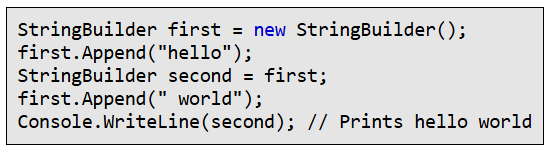 StringBuilder first = new StringBuilder();
first.Append("hello");
StringBuilder second = first;
first.Append(" world");
Console.WriteLine(second); // Prints hello world